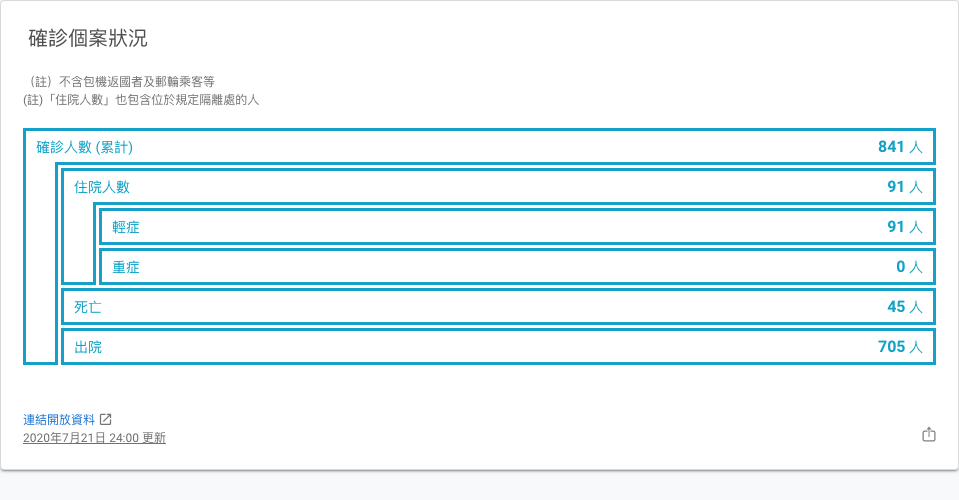 確診個案狀況
（註）不含包機返國者及郵輪乘客等
(註)「住院人數」也包含位於規定隔離處的人
確診人數 (累計) 841 人
住院人數 91 人
輕症 91 人
重症 0 人
死亡 45 人
出院 705 人
連結開放資料
2020年7月21日 24:00 更新